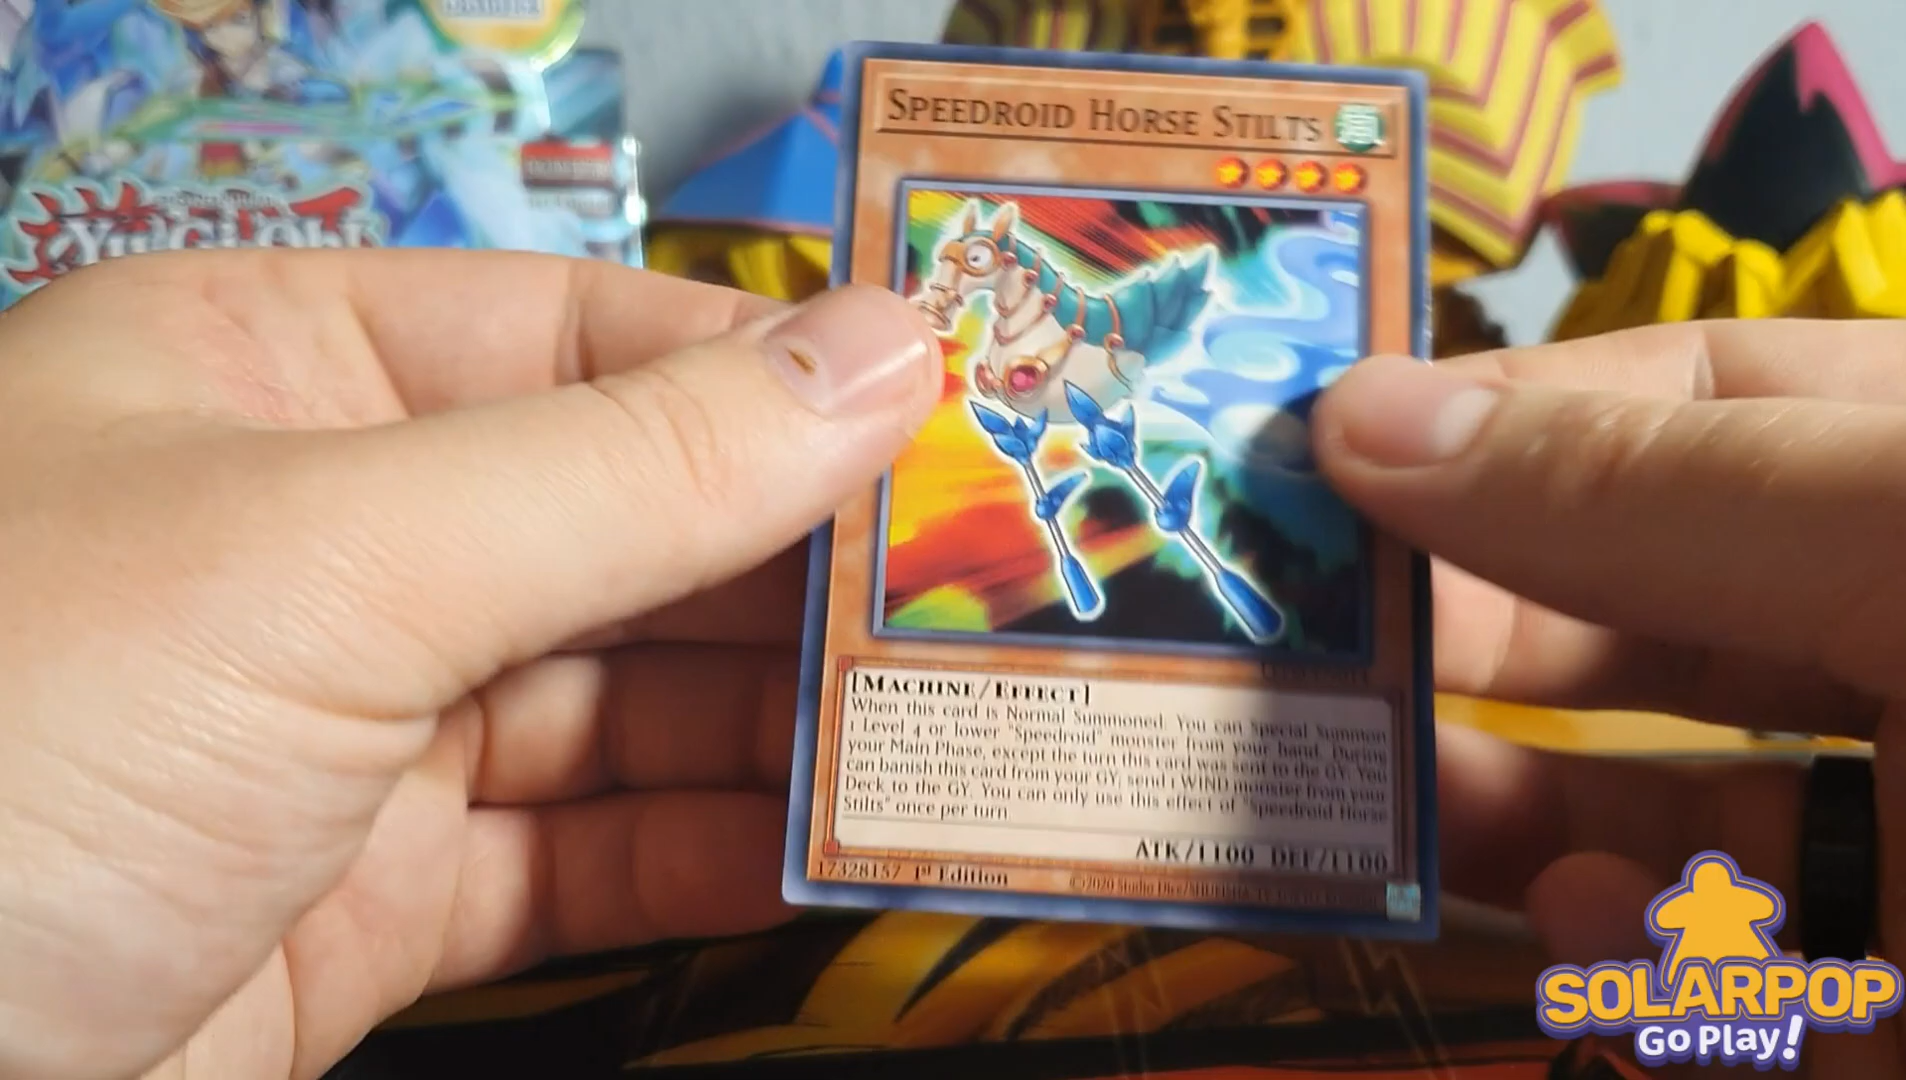 Yu-Gi-Oh!
SPEEDROID HORSE STILTS
[MACHINE/EFFECT]
When this card is Normal Summoned: You can Special Summon
1 Level 4 or lower "Speedroid" monster from your hand. During
your Main Phase, except the turn this card was sent to the GY: You
can banish this card from your GY; send 1 WIND monster from your
Deck to the GY. You can only use this effect of "Speedroid Horse
Stilts" once per turn.
ATK/1100 DEF/1100
17328157 1st Edition ©2020 Studio Dice/SHUEISHA
SOLARPOP
Go Play!